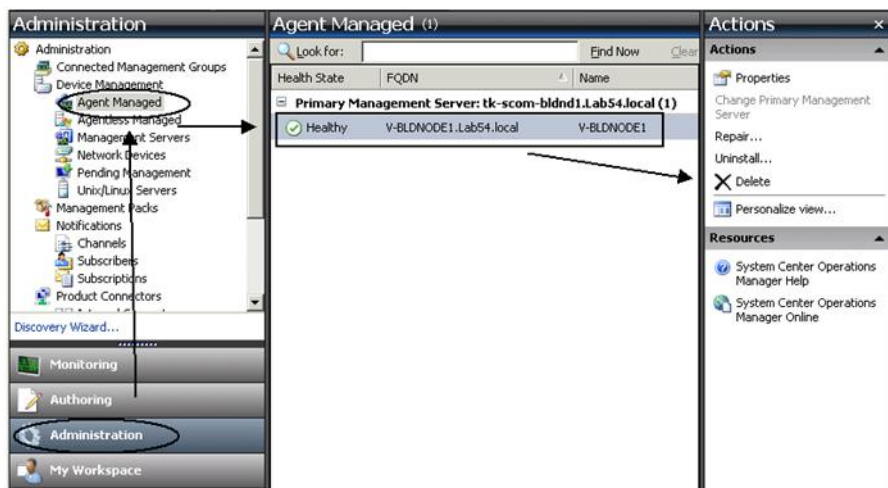 Administration
Administration
Connected Management Groups
Device Management
Agent Managed
Agentless Managed
Management Servers
Network Devices
Pending Management
Unix/Linux Servers
Management Packs
Notifications
Channels
Subscribers
Subscriptions
Product Connectors
Discovery Wizard...
Monitoring
Authoring
Administration
My Workspace
Agent Managed (1)
Look for:
Find Now
Clear
Health State
FQDN
Name
Primary Management Server: tk-scom-bldnd1.Lab54.local (1)
Healthy
V-BLDNODE1.Lab54.local
V-BLDNODE1
Actions
Actions
Properties
Change Primary Management
Server
Repair...
Uninstall...
Delete
Personalize view...
Resources
System Center Operations
Manager Help
System Center Operations
Manager Online